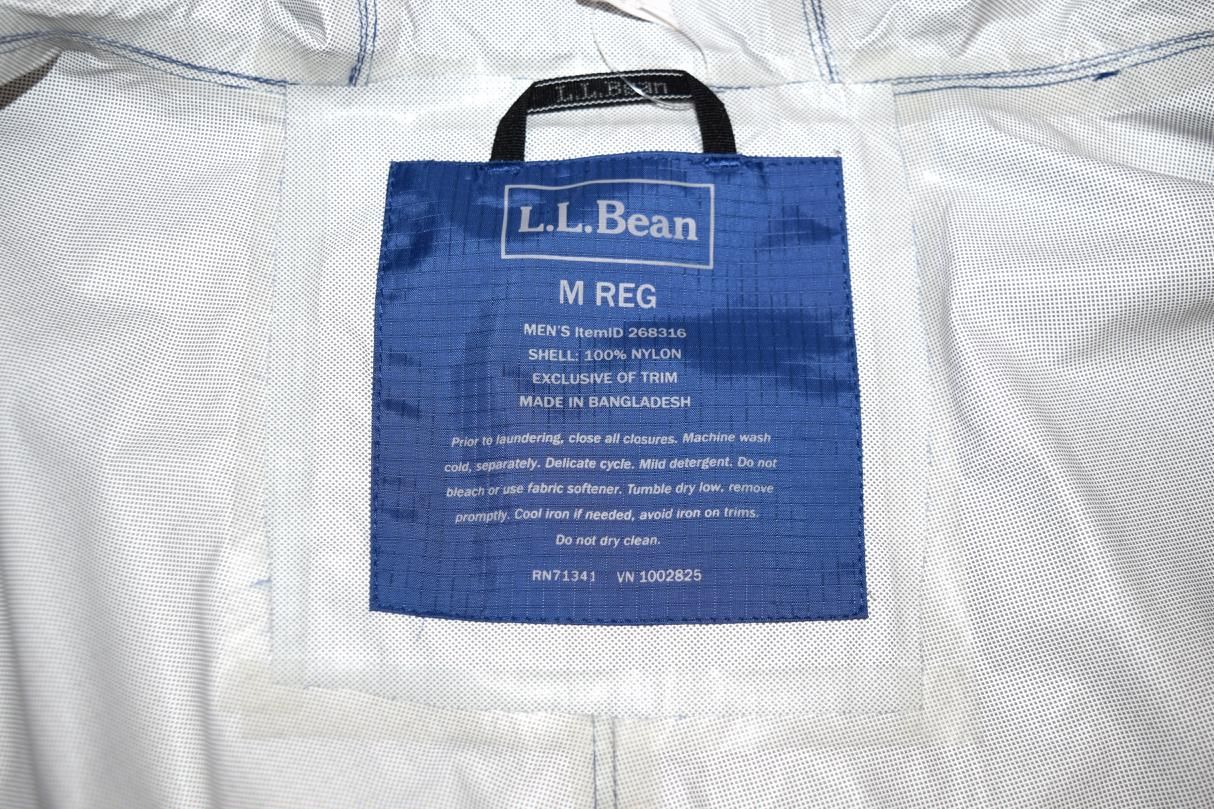 L.L.Bean
L.L.Bean
M REG
MEN'S ItemID 268316
SHELL: 100% NYLON
EXCLUSIVE OF TRIM
MADE IN BANGLADESH
Prior to laundering, close all closures. Machine wash
cold, separately. Delicate cycle. Mild detergent. Do not
bleach or use fabric softener. Tumble dry low, remove
promptly. Cool iron if needed, avoid iron on trims.
Do not dry clean.
RN71341 VN 1002825